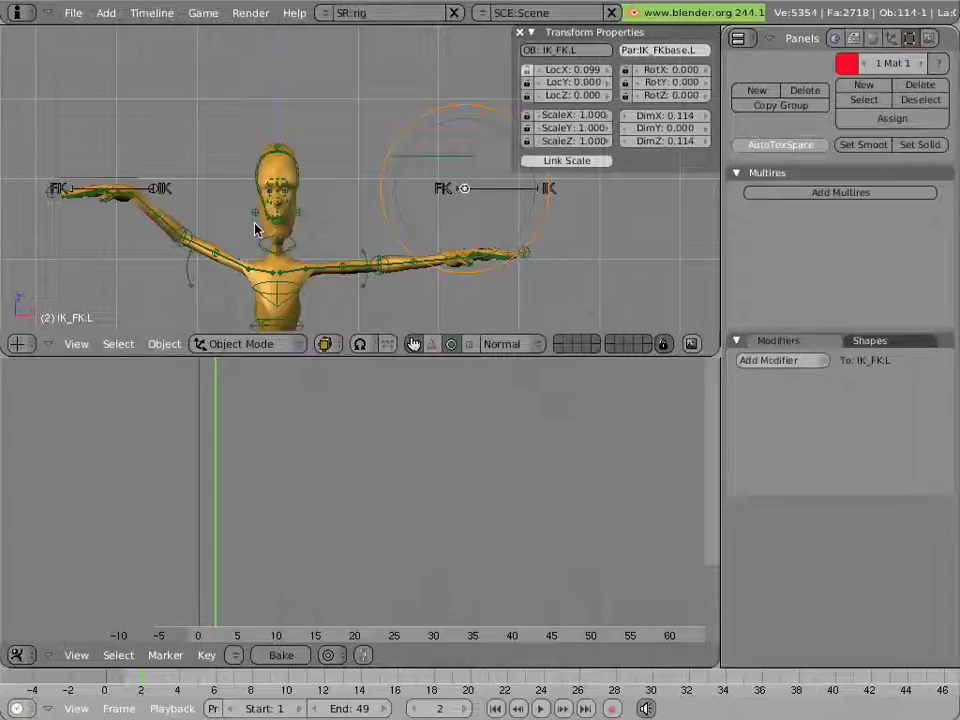 File Add Timeline Game Render Help SR:rig SCE:Scene www.blender.org 244.1 Ve:5354 | Fa:2718 | Ob:114-1 | La:
Transform Properties
OB: IK_FK.L Par:IK_FKbase.L
LocX: 0.099 RotX: 0.000
LocY: 0.000 RotY: 0.000
LocZ: 0.000 RotZ: 0.000
ScaleX: 1.000 DimX: 0.114
ScaleY: 1.000 DimY: 0.000
ScaleZ: 1.000 DimZ: 0.114
Link Scale
FK IK FK IK
(2) IK_FK.L
View Select Object Object Mode Normal
Panels
1 Mat 1 ?
New Delete New Delete
Copy Group Select Deselect
Assign
AutoTexSpace Set Smoot Set Solid
Multires
Add Multires
Modifiers Shapes
Add Modifier To: IK_FK.L
-10 -5 0 5 10 15 20 25 30 35 40 45 50 55 60
View Select Marker Key Bake
-4 -2 0 2 4 6 8 10 12 14 16 18 20 22 24 26 28 30 32 34 36 38 40 42 44 46
View Frame Playback Pr Start: 1 End: 49 2